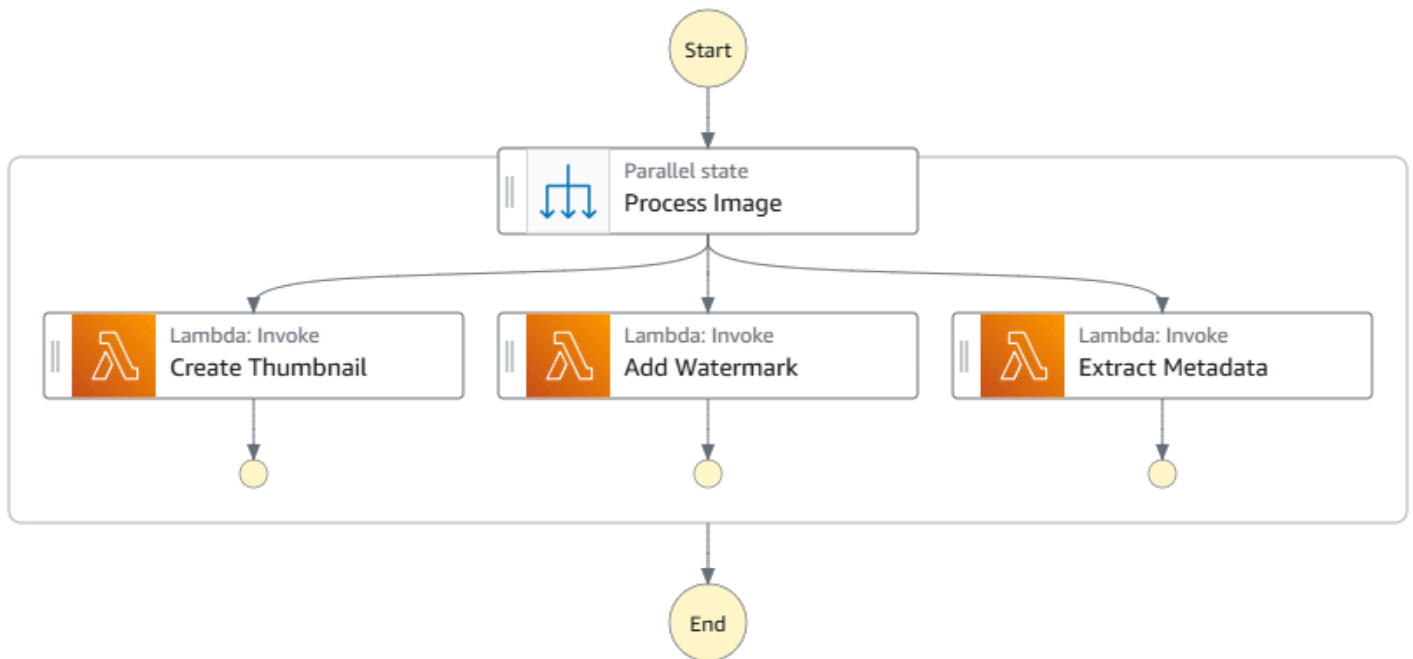 Start
Parallel state
Process Image
Lambda: Invoke
Create Thumbnail
Lambda: Invoke
Add Watermark
Lambda: Invoke
Extract Metadata
End